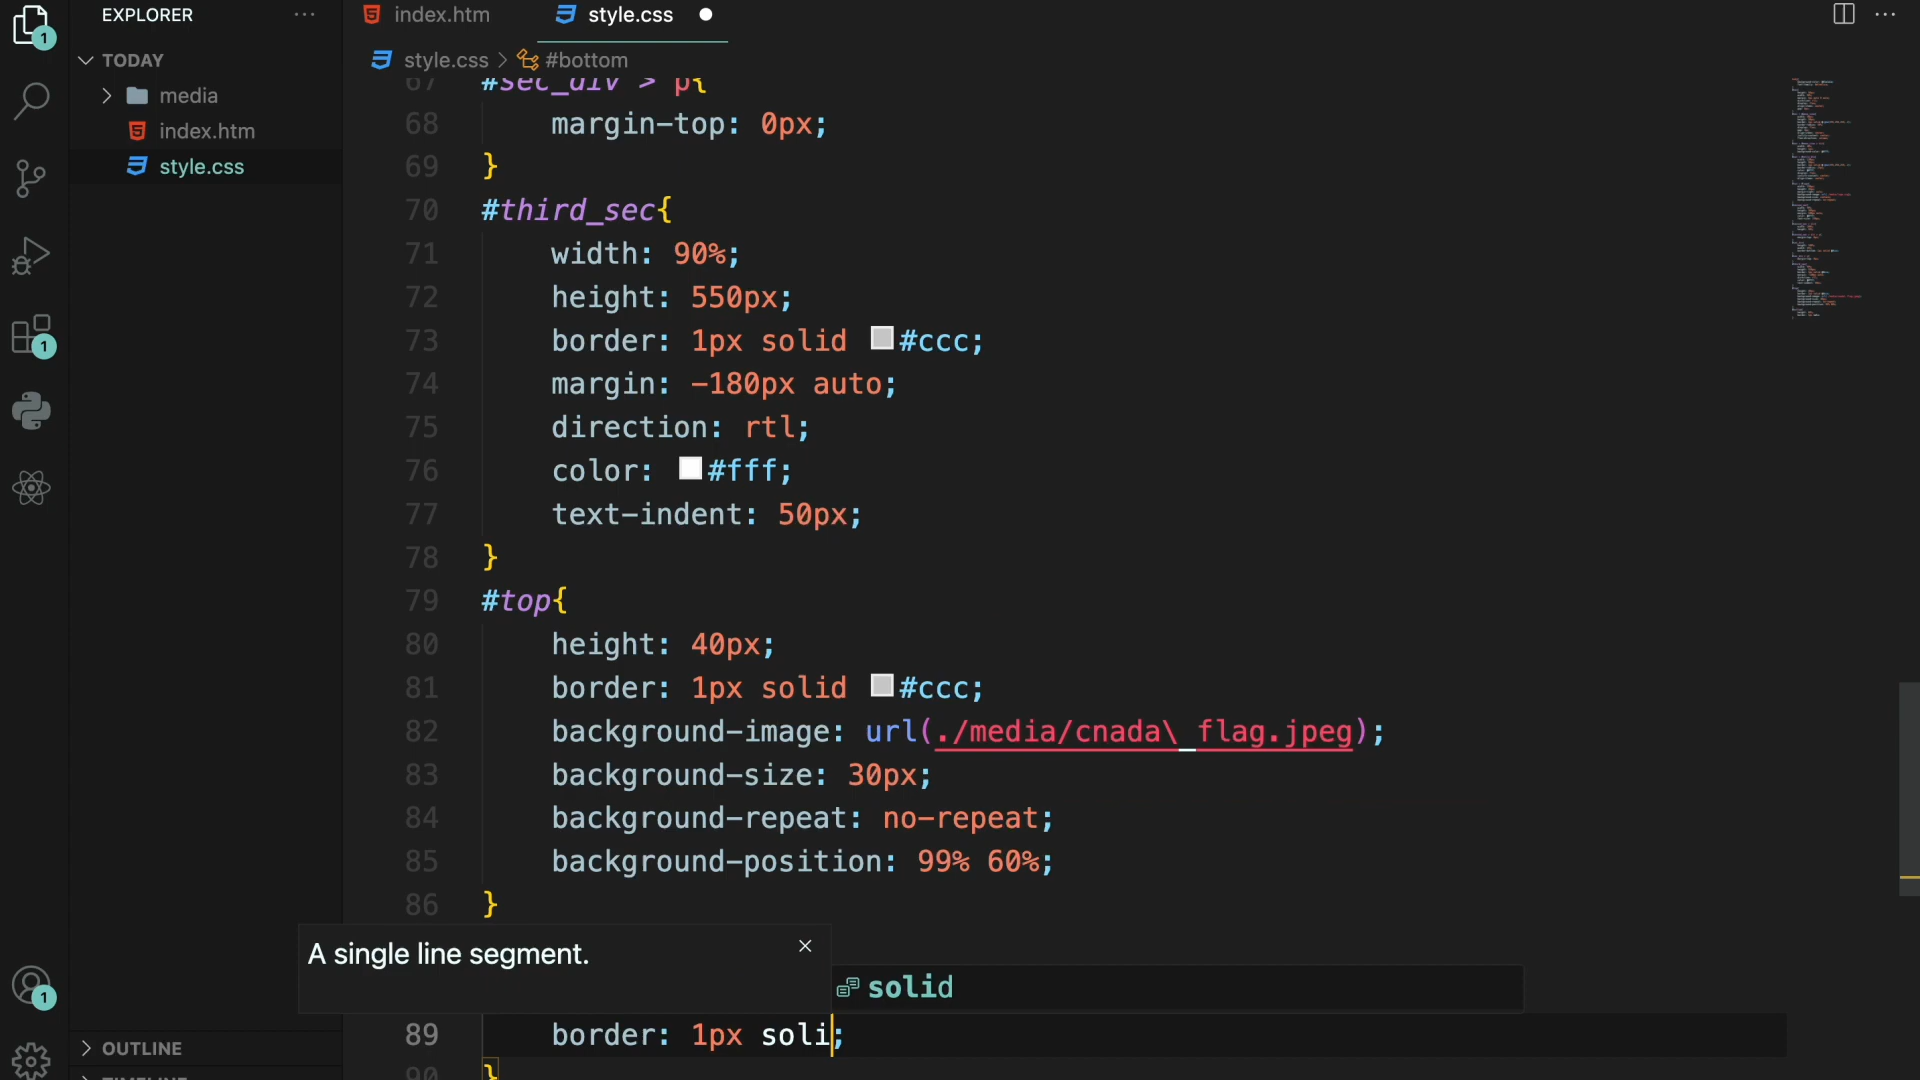 EXPLORER
index.htm
style.css
TODAY
style.css > #bottom
media
index.htm
style.css
67 #sec_div > p{
68 margin-top: 0px;
69 }
70 #third_sec{
71 width: 90%;
72 height: 550px;
73 border: 1px solid #ccc;
74 margin: -180px auto;
75 direction: rtl;
76 color: #fff;
77 text-indent: 50px;
78 }
79 #top{
80 height: 40px;
81 border: 1px solid #ccc;
82 background-image: url(./media/cnada\_flag.jpeg);
83 background-size: 30px;
84 background-repeat: no-repeat;
85 background-position: 99% 60%;
86 }
A single line segment.
solid
89 border: 1px soli;
90 }
OUTLINE
TIMELINE
1
1
1